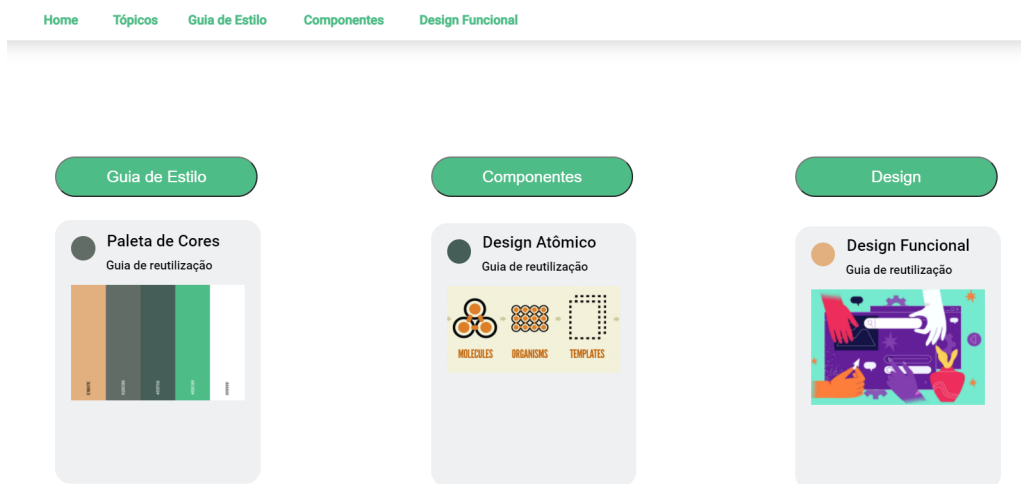 Home Tópicos Guia de Estilo Componentes Design Funcional
Guia de Estilo
Componentes
Design
Paleta de Cores
Guia de reutilização
Design Atômico
Guia de reutilização
MOLECULES ORGANISMS TEMPLATES
Design Funcional
Guia de reutilização